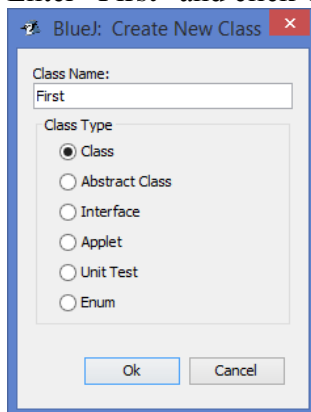 BlueJ: Create New Class
Class Name:
First
Class Type
Class
Abstract Class
Interface
Applet
Unit Test
Enum
Ok Cancel